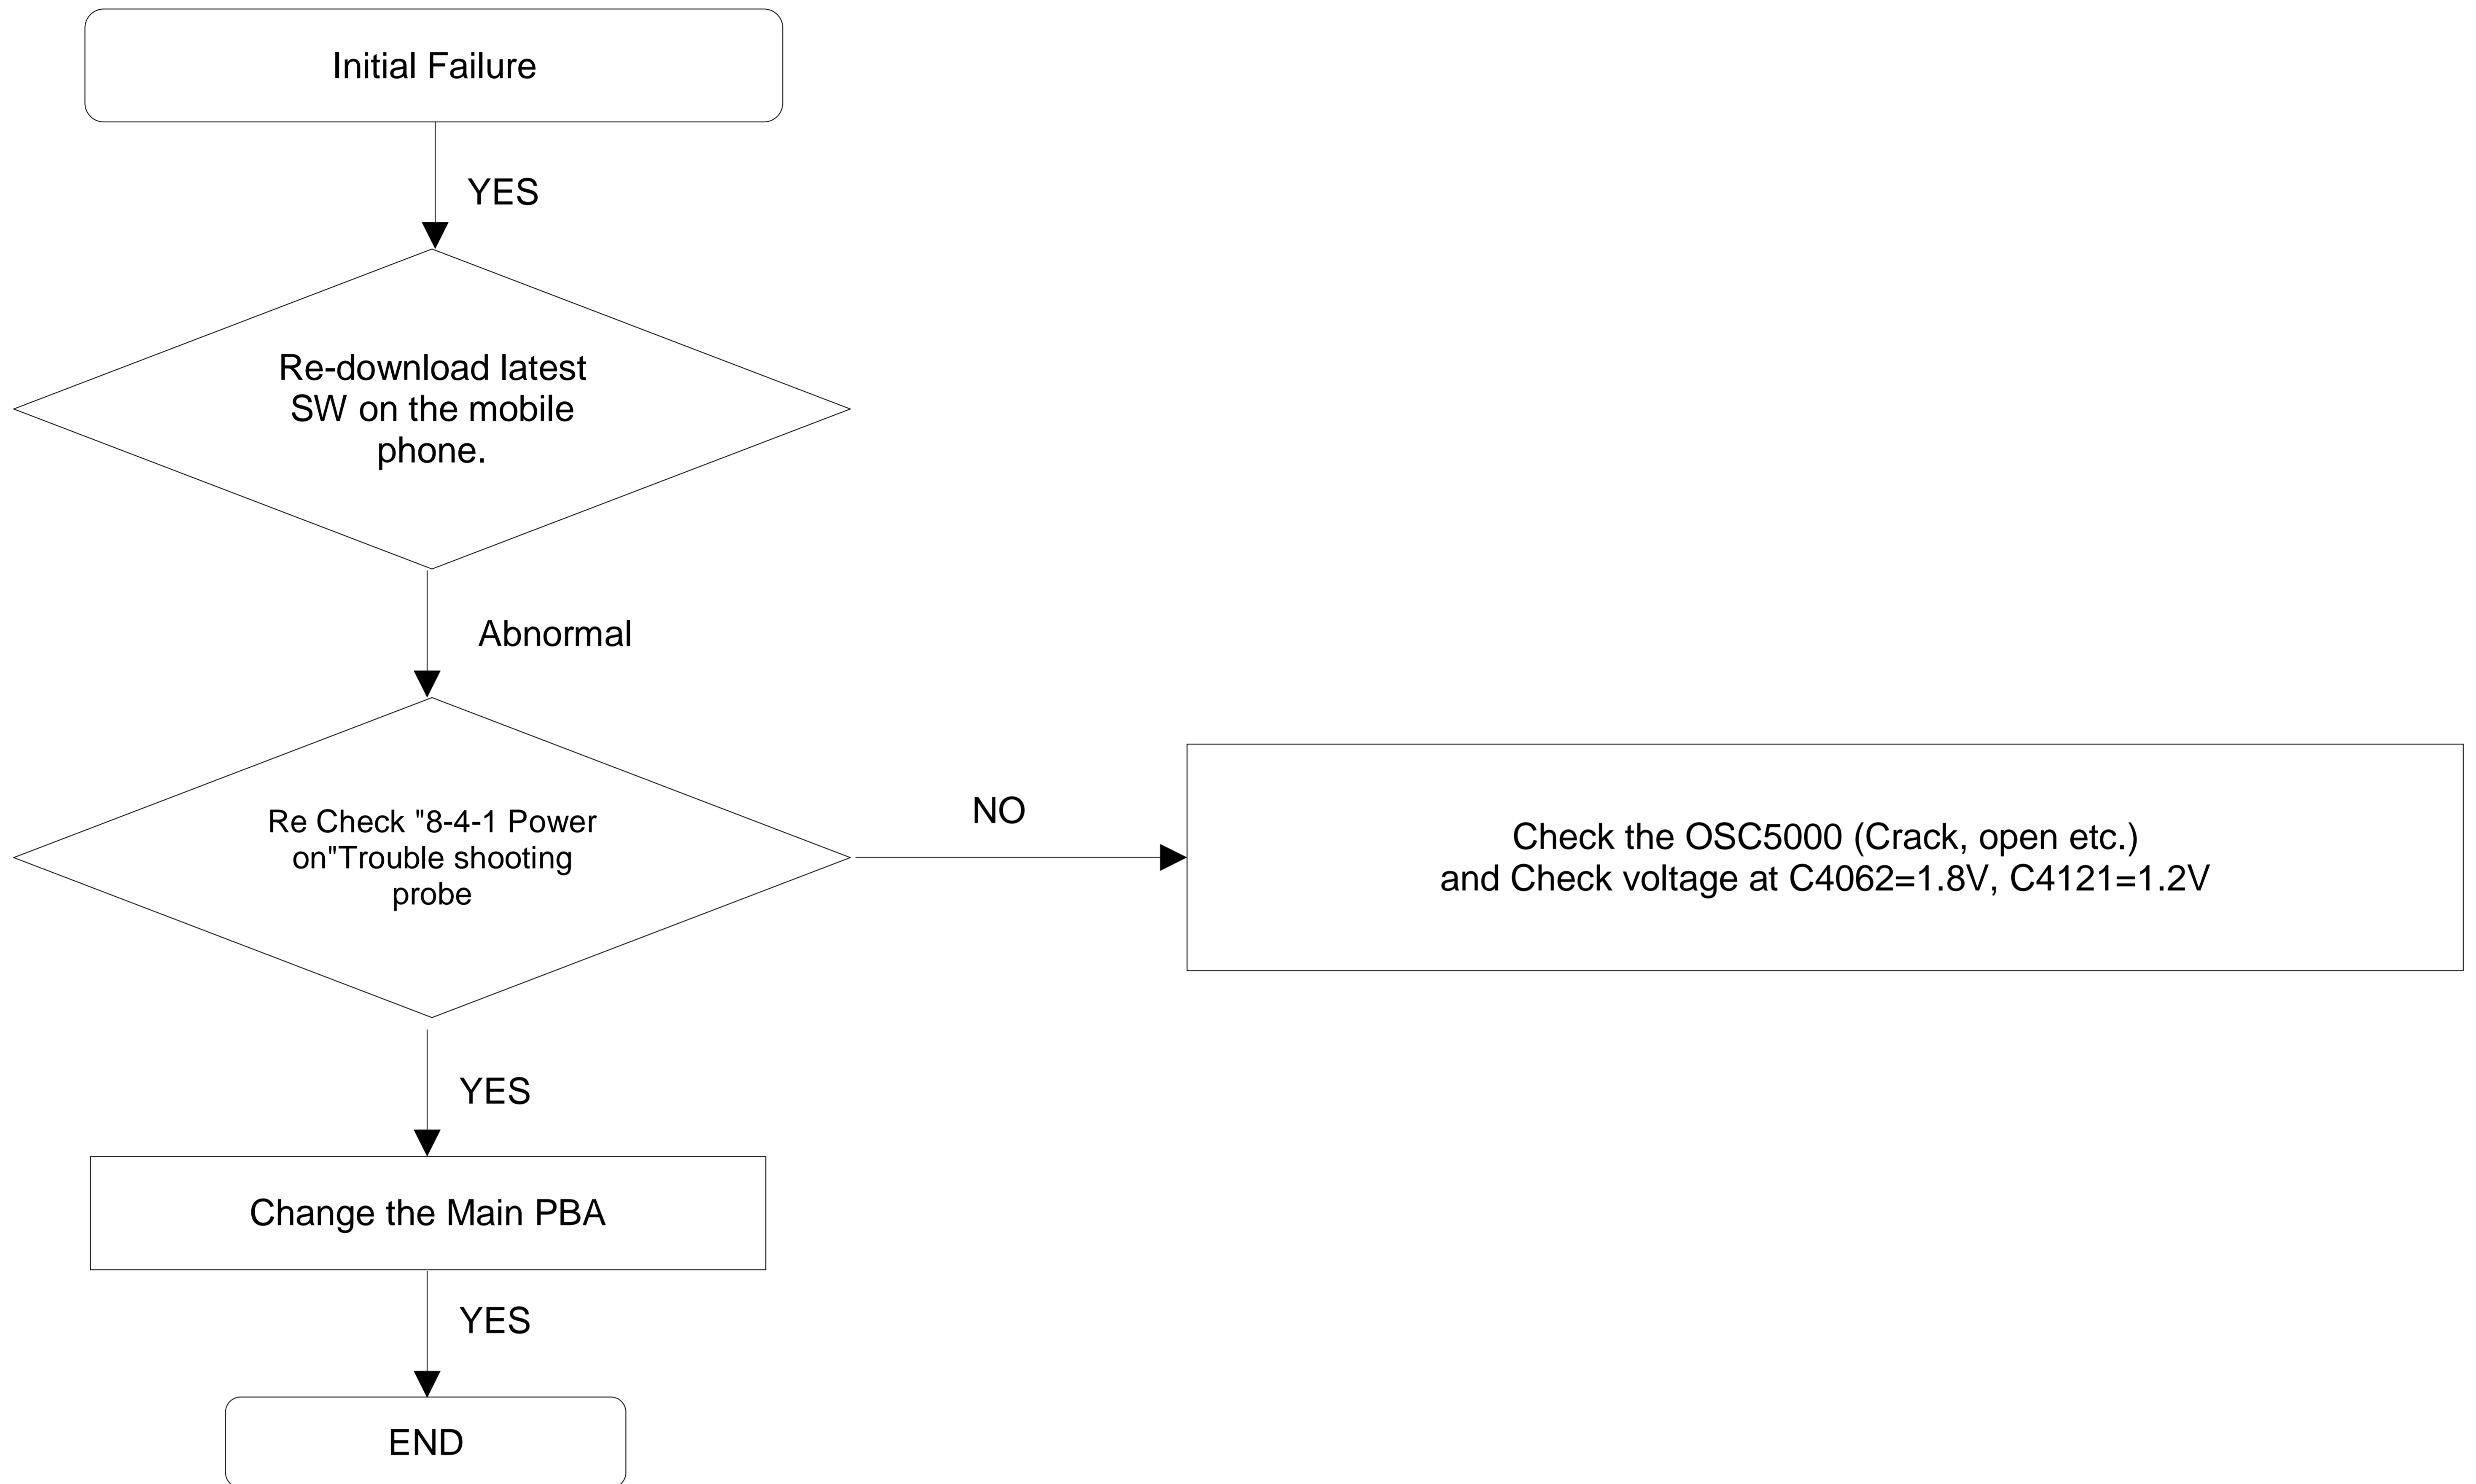 Initial Failure
YES
Re-download latest
SW on the mobile
phone.
Abnormal
Re Check "8-4-1 Power
on"Trouble shooting
probe
NO
Check the OSC5000 (Crack, open etc.)
and Check voltage at C4062=1.8V, C4121=1.2V
YES
Change the Main PBA
YES
END